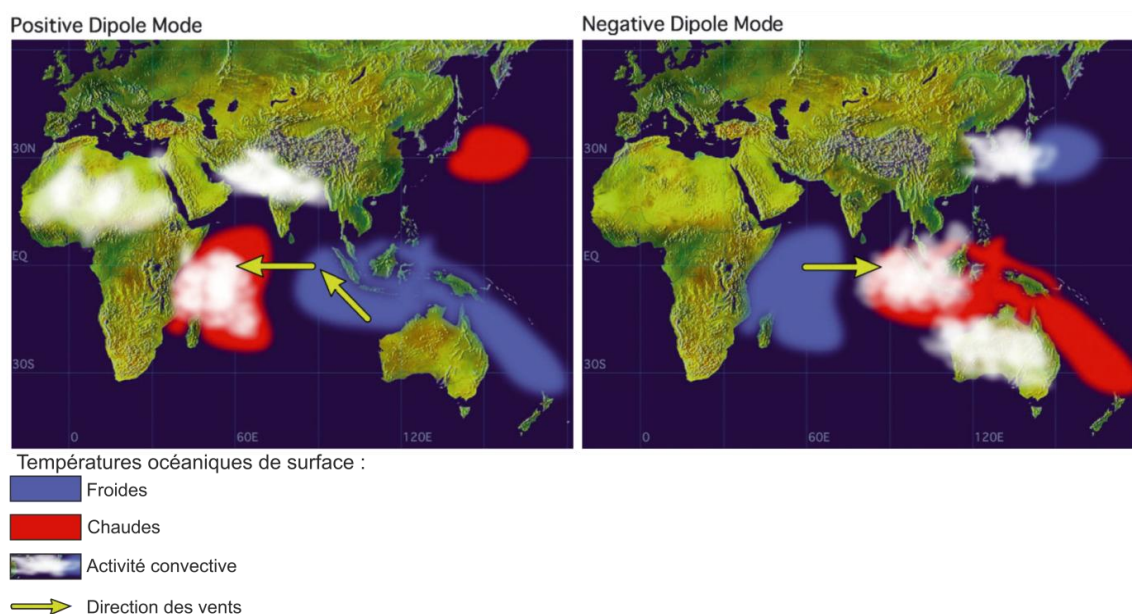 Positive Dipole Mode
Negative Dipole Mode
30N
EQ
30S
0
60E
120E
30N
EQ
30S
0
60E
120E
Températures océaniques de surface :
Froides
Chaudes
Activité convective
Direction des vents